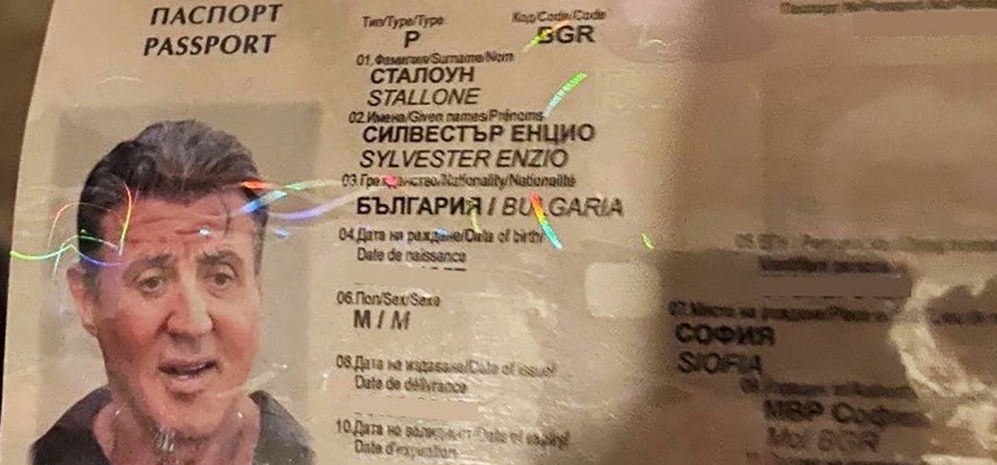 ПАСПОРТ
PASSPORT
Тип/Type/Type
P
Код/Code/Code
BGR
01.Фамилия/Surname/Nom
СТАЛОУН
STALLONE
02.Имена/Given names/Prénoms
СИЛВЕСТЪР ЕНЦИО
SYLVESTER ENZIO
03.Гражданство/Nationality/Nationalité
БЪЛГАРИЯ / BULGARIA
04.Дата на раждане/Date of birth/
Date de naissance
06.Пол/Sex/Sexe
М / M
07.Място на раждане/Place
СОФИЯ
SIOFIA
08.Дата на издаване/Date of issue/
Date de délivrance
МВР
MoI BGR
10.Дата на валидност/Date of
Date d'expiration